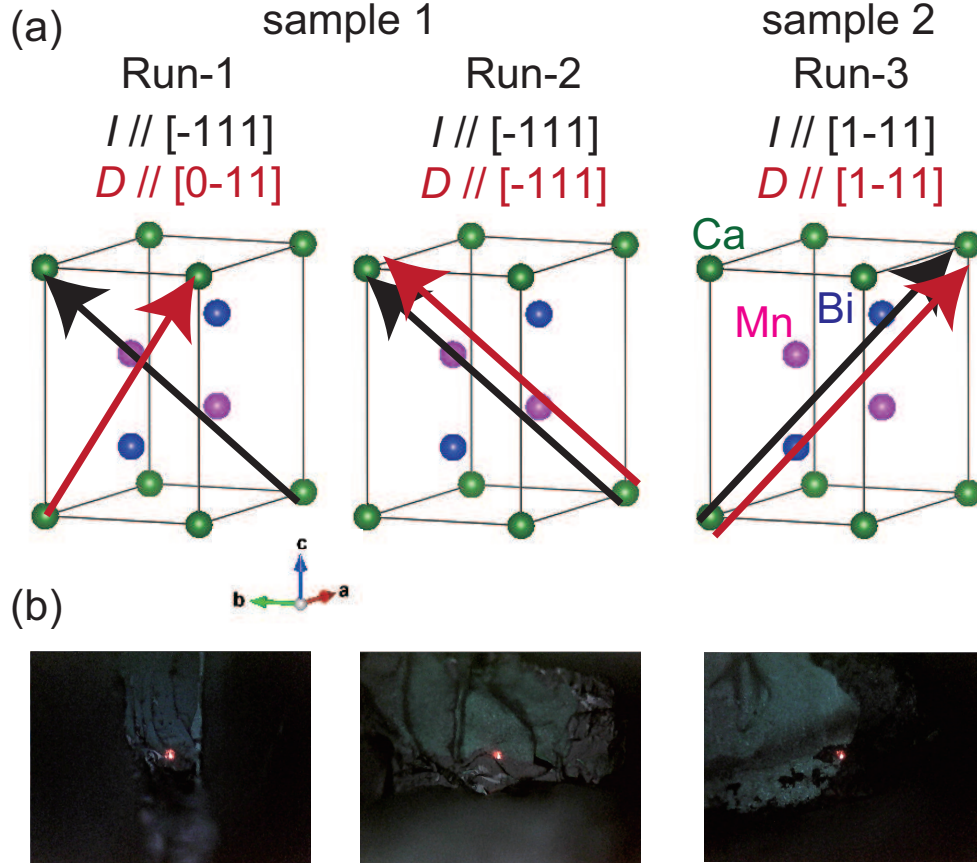 (a)
sample 1
sample 2
Run-1
Run-2
Run-3
I // [-111]
I // [-111]
I // [1-11]
D // [0-11]
D // [-111]
D // [1-11]
Ca
Mn
Bi
c
b
a
(b)